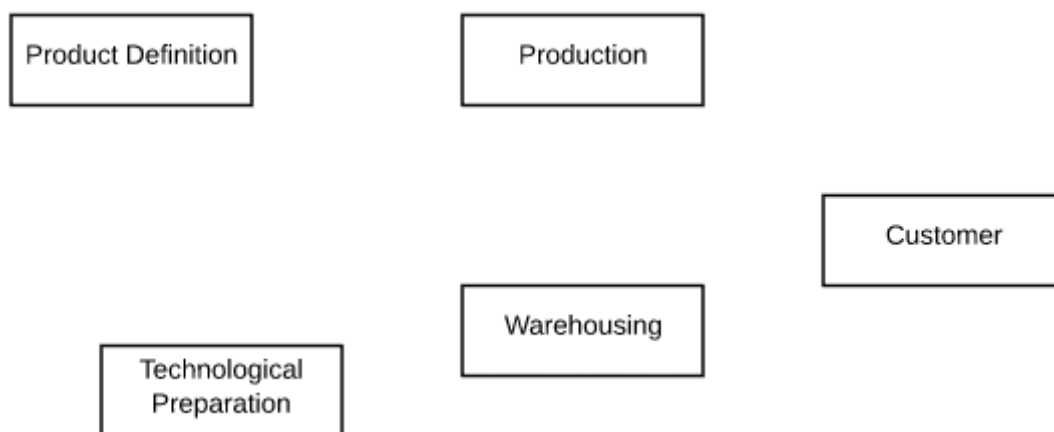 Product Definition
Production
Customer
Warehousing
Technological
Preparation